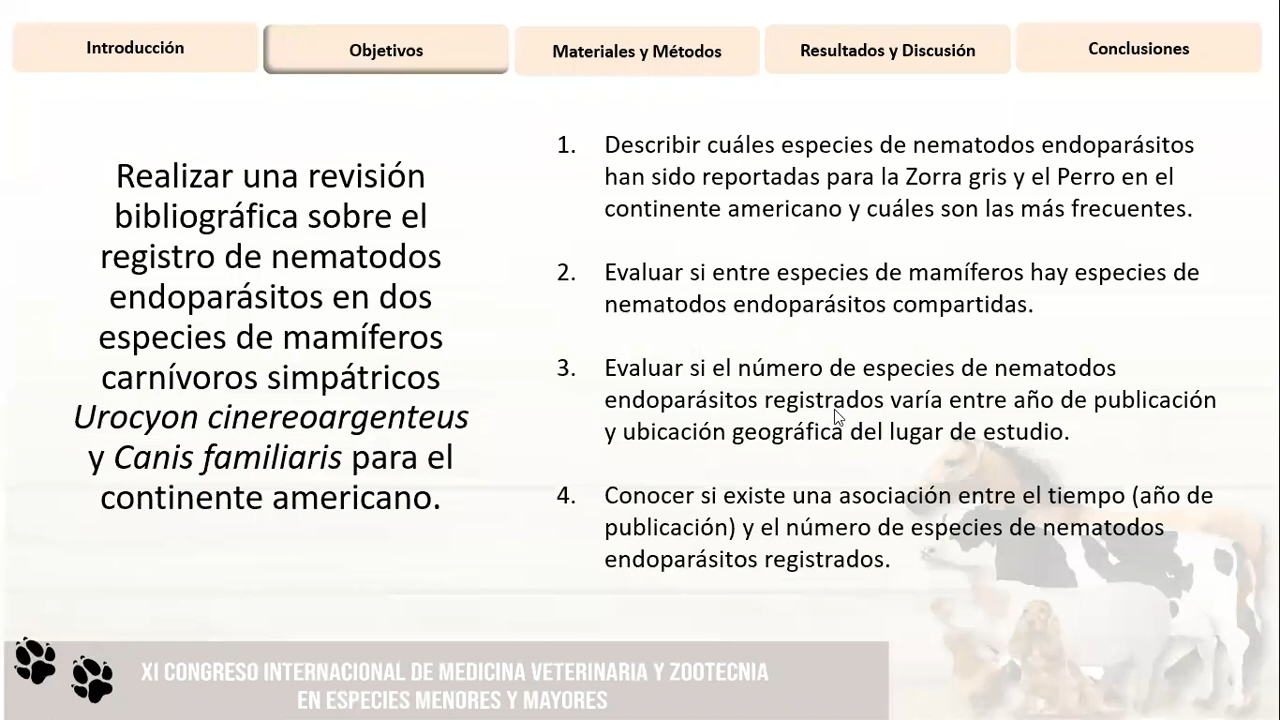 Introducción
Objetivos
Materiales y Métodos
Resultados y Discusión
Conclusiones
Realizar una revisión
bibliográfica sobre el
registro de nematodos
endoparásitos en dos
especies de mamíferos
carnívoros simpátricos
Urocyon cinereoargenteus
y Canis familiaris para el
continente americano.
1. Describir cuáles especies de nematodos endoparásitos
han sido reportadas para la Zorra gris y el Perro en el
continente americano y cuáles son las más frecuentes.
2. Evaluar si entre especies de mamíferos hay especies de
nematodos endoparásitos compartidas.
3. Evaluar si el número de especies de nematodos
endoparásitos registrados varía entre año de publicación
y ubicación geográfica del lugar de estudio.
4. Conocer si existe una asociación entre el tiempo (año de
publicación) y el número de especies de nematodos
endoparásitos registrados.
XI CONGRESO INTERNACIONAL DE MEDICINA VETERINARIA Y ZOOTECNIA
EN ESPECIES MENORES Y MAYORES